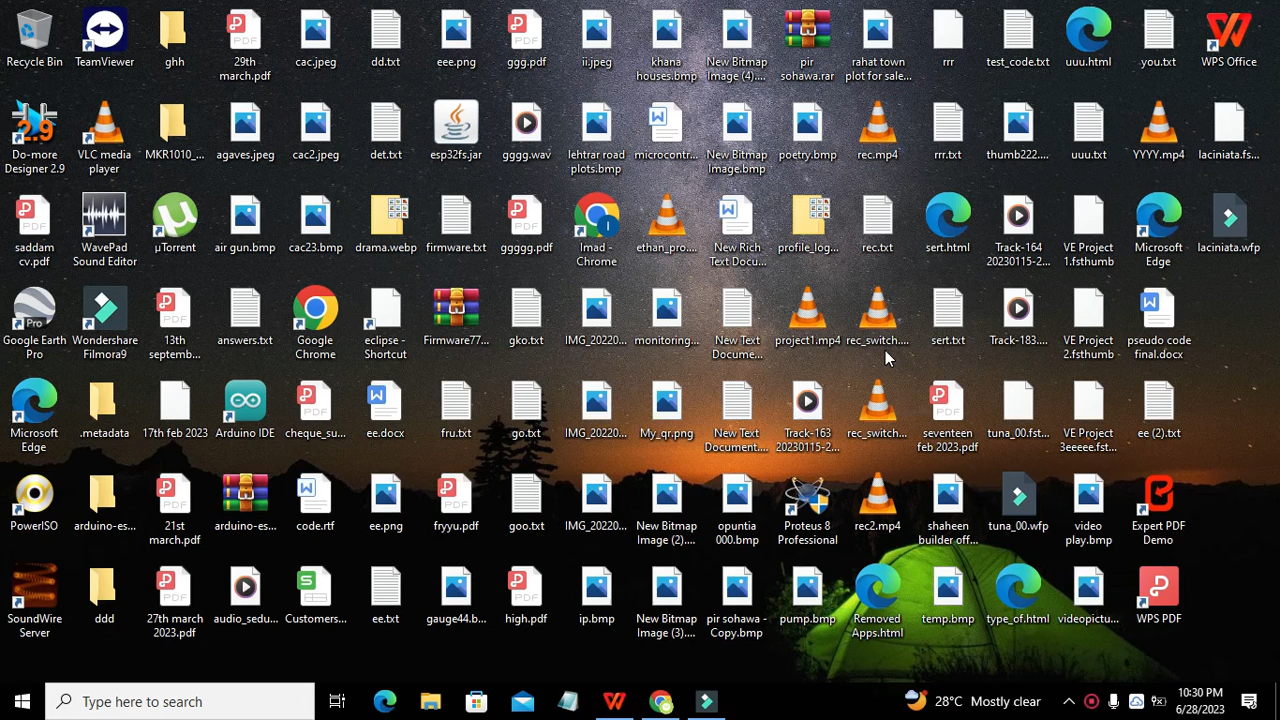 Recycle Bin
TeamViewer
ghh
29th
march.pdf
cac.jpeg
dd.txt
eee.png
ggg.pdf
ii.jpeg
khana
houses.bmp
New Bitmap
Image (4)....
pir
sohawa.rar
rahat town
plot for sale...
rrr
test_code.txt
uuu.html
you.txt
WPS Office
Do-more
Designer 2.9
VLC media
player
MKR1010_...
agaves.jpeg
cac2.jpeg
det.txt
esp32fs.jar
gggg.wav
lehtrar road
plots.bmp
microcontr...
New Bitmap
Image.bmp
poetry.bmp
rec.mp4
rrr.txt
thumb222....
uuu.txt
YYYY.mp4
laciniata.fs...
saddam
cv.pdf
WavePad
Sound Editor
µTorrent
air gun.bmp
cac23.bmp
drama.webp
firmware.txt
ggggg.pdf
Imad -
Chrome
ethan_pro....
New Rich
Text Docu...
profile_log...
rec.txt
sert.html
Track-164
20230115-2...
VE Project
1.fsthumb
Microsoft
Edge
laciniata.wfp
Pro
Google Earth
Pro
Wondershare
Filmora9
13th
septemb...
answers.txt
Google
Chrome
eclipse -
Shortcut
Firmware77...
gko.txt
IMG_20220...
monitoring...
New Text
Docume...
project1.mp4
rec_switch....
sert.txt
Track-183....
VE Project
2.fsthumb
pseudo code
final.docx
Microsoft
Edge
.metadata
17th feb 2023
Arduino IDE
cheque_su...
ee.docx
fru.txt
go.txt
IMG_20220...
My_qr.png
New Text
Document....
Track-163
20230115-2...
rec_switch...
seventeen
feb 2023.pdf
tuna_00.fst...
VE Project
3eeeee.fst...
ee (2).txt
PowerISO
arduino-es...
21st
march.pdf
arduino-es...
code.rtf
ee.png
fryyu.pdf
goo.txt
IMG_20220...
New Bitmap
Image (2)....
opuntia
000.bmp
Proteus 8
Professional
rec2.mp4
shaheen
builder off...
tuna_00.wfp
video
play.bmp
Expert PDF
Demo
SoundWire
Server
ddd
27th march
2023.pdf
audio_sedu...
Customers...
ee.txt
gauge44.b...
high.pdf
ip.bmp
New Bitmap
Image (3)....
pir sohawa -
Copy.bmp
pump.bmp
Removed
Apps.html
temp.bmp
type_of.html
videopictu...
WPS PDF
Type here to search
28°C Mostly clear
10:30 PM
6/28/2023